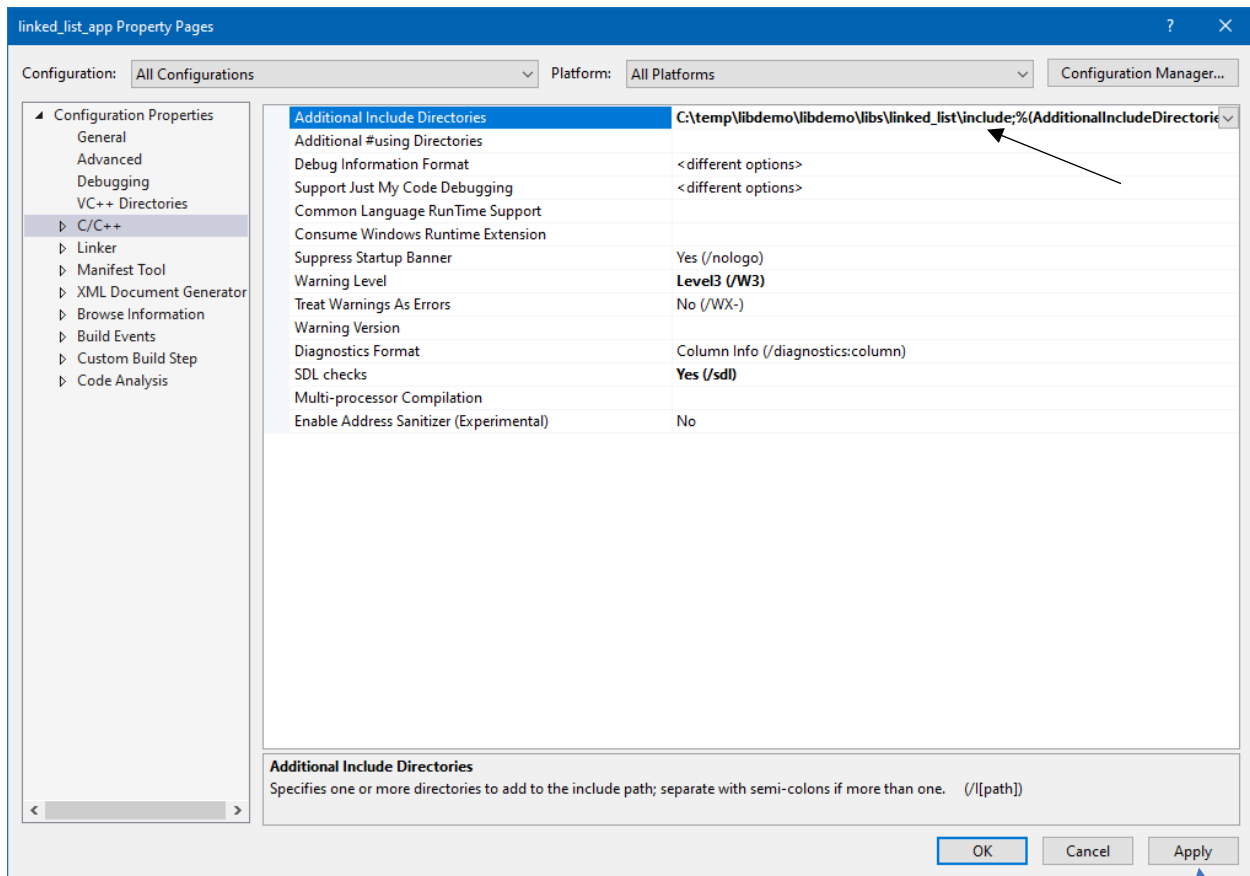 linked_list_app Property Pages
?
Configuration: All Configurations Platform: All Platforms Configuration Manager...
Configuration Properties
General
Advanced
Debugging
VC++ Directories
C/C++
Linker
Manifest Tool
XML Document Generator
Browse Information
Build Events
Custom Build Step
Code Analysis
Additional Include Directories C:\temp\libdemo\libdemo\libs\linked_list\include;%(AdditionalIncludeDirectorie
Additional #using Directories
Debug Information Format <different options>
Support Just My Code Debugging <different options>
Common Language RunTime Support
Consume Windows Runtime Extension
Suppress Startup Banner Yes (/nologo)
Warning Level Level3 (/W3)
Treat Warnings As Errors No (/WX-)
Warning Version
Diagnostics Format Column Info (/diagnostics:column)
SDL checks Yes (/sdl)
Multi-processor Compilation
Enable Address Sanitizer (Experimental) No
Additional Include Directories
Specifies one or more directories to add to the include path; separate with semi-colons if more than one. (/I[path])
OK Cancel Apply